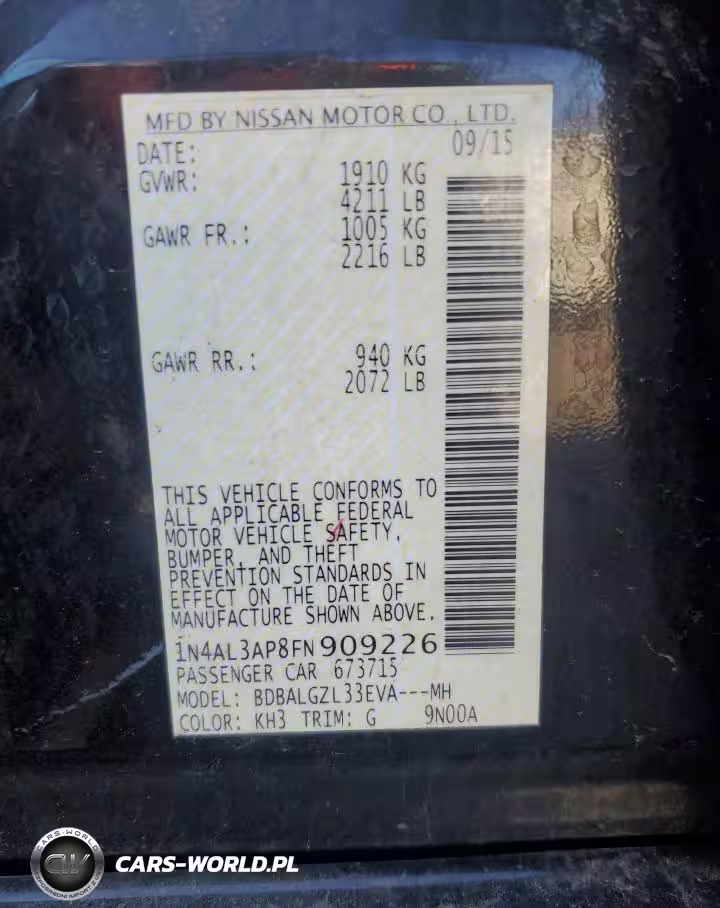 MFD BY NISSAN MOTOR CO., LTD.
DATE: 09/15
GVWR: 1910 KG
4211 LB
GAWR FR.: 1005 KG
2216 LB
GAWR RR.: 940 KG
2072 LB
THIS VEHICLE CONFORMS TO
ALL APPLICABLE FEDERAL
MOTOR VEHICLE SAFETY,
BUMPER, AND THEFT
PREVENTION STANDARDS IN
EFFECT ON THE DATE OF
MANUFACTURE SHOWN ABOVE.
1N4AL3AP8FN909226
PASSENGER CAR 673715
MODEL: BDBALGZL33EVA---MH
COLOR: KH3 TRIM: G 9N00A
CARS-WORLD
CW
CARS-WORLD.PL